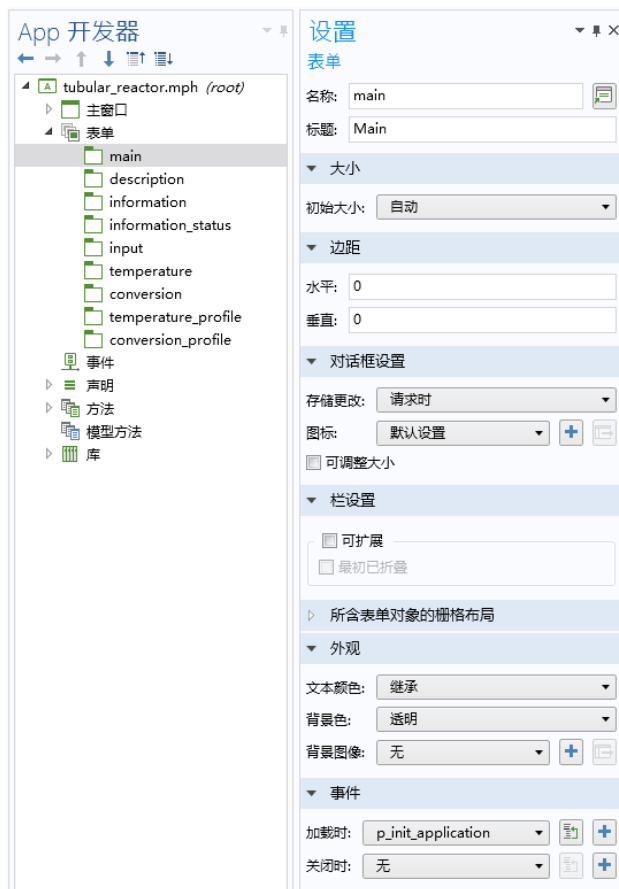 App 开发器
tubular_reactor.mph (root)
主窗口
表单
main
description
information
information_status
input
temperature
conversion
temperature_profile
conversion_profile
事件
声明
方法
模型方法
库
设置
表单
名称: main
标题: Main
大小
初始大小: 自动
边距
水平: 0
垂直: 0
对话框设置
存储更改: 请求时
图标: 默认设置
可调整大小
栏设置
可扩展
最初已折叠
所含表单对象的栅格布局
外观
文本颜色: 继承
背景色: 透明
背景图像: 无
事件
加载时: p_init_application
关闭时: 无